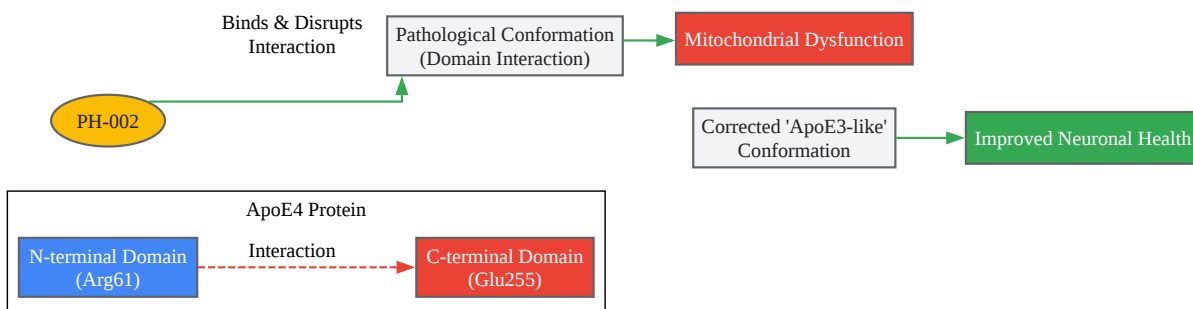 Binds & Disrupts
Interaction
Pathological Conformation
(Domain Interaction)
Mitochondrial Dysfunction
PH-002
Corrected 'ApoE3-like'
Conformation
Improved Neuronal Health
ApoE4 Protein
N-terminal Domain
(Arg61)
Interaction
C-terminal Domain
(Glu255)